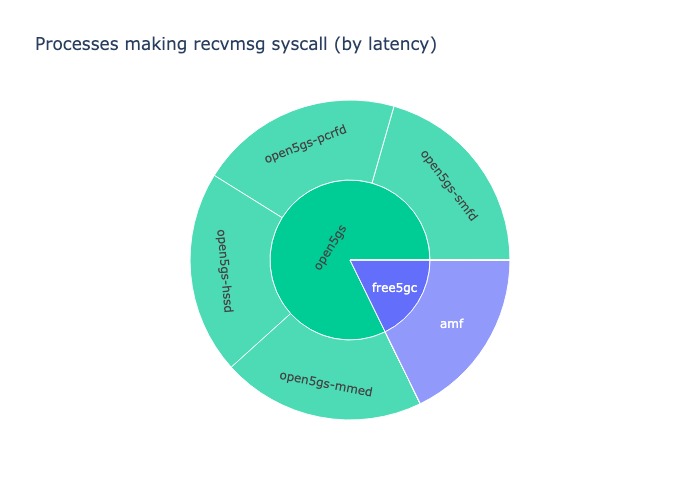 Processes making recvmsg syscall (by latency)
open5gs-pcrfd
open5gs-smfd
open5gs-hssd
open5gs
free5gc
amf
open5gs-mmed